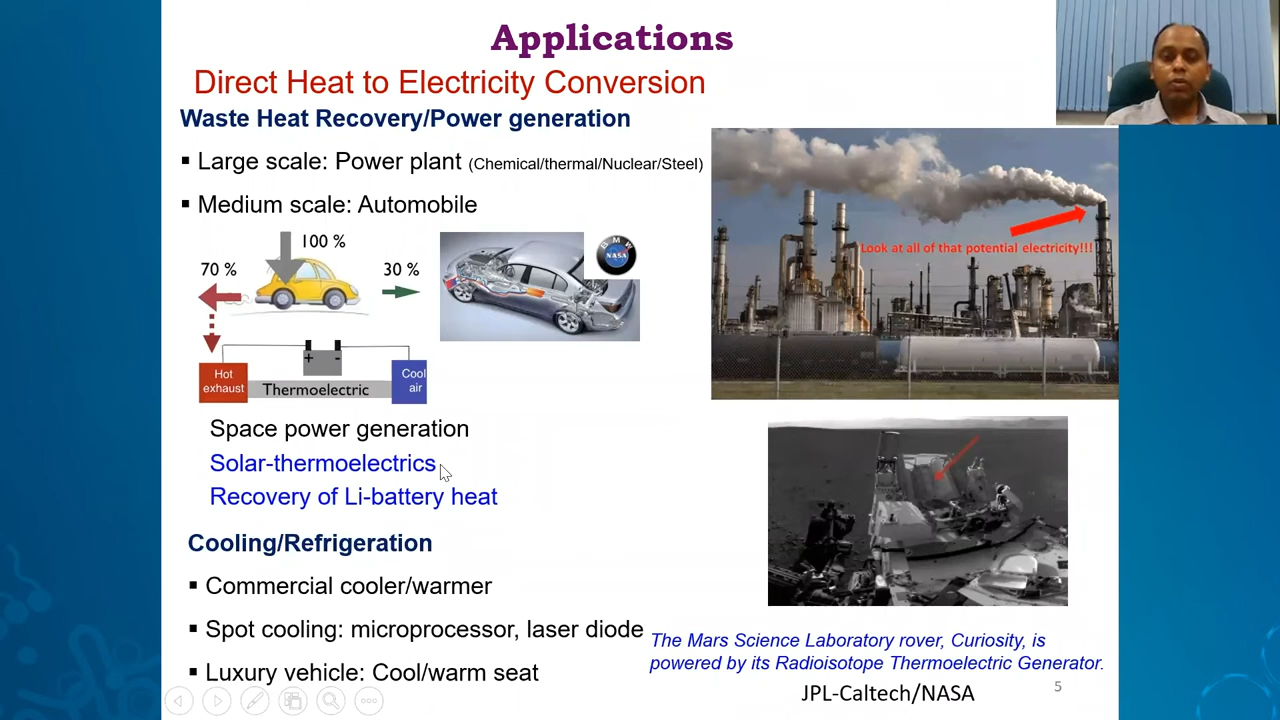 Applications
Direct Heat to Electricity Conversion
Waste Heat Recovery/Power generation
▪ Large scale: Power plant (Chemical/thermal/Nuclear/Steel)
▪ Medium scale: Automobile
100 %
70 %
30 %
+ -
Hot
exhaust
Thermoelectric
Cool
air
BMW
NASA
Look at all of that potential electricity!!!
Space power generation
Solar-thermoelectrics
Recovery of Li-battery heat
Cooling/Refrigeration
▪ Commercial cooler/warmer
▪ Spot cooling: microprocessor, laser diode
▪ Luxury vehicle: Cool/warm seat
The Mars Science Laboratory rover, Curiosity, is
powered by its Radioisotope Thermoelectric Generator.
JPL-Caltech/NASA
5